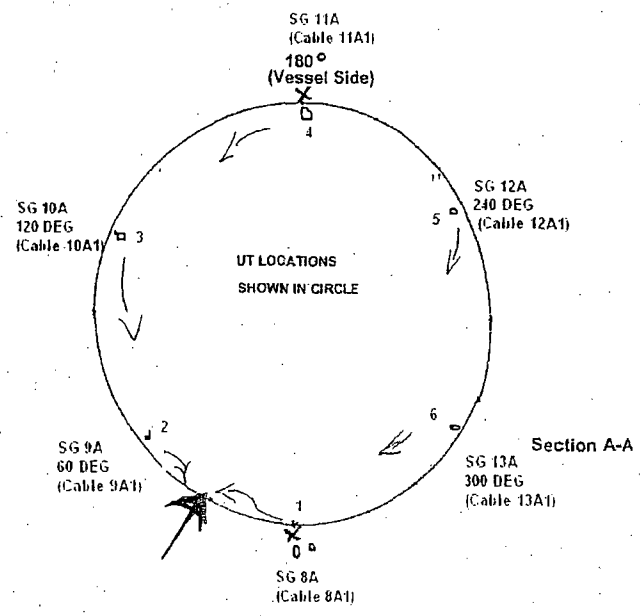 SG 11A
(Cable 11A1)
180°
(Vessel Side)
4
SG 10A
120 DEG
(Cable 10A1)
3
SG 12A
240 DEG
(Cable 12A1)
5
UT LOCATIONS
SHOWN IN CIRCLE
2
SG 9A
60 DEG
(Cable 9A1)
6
Section A-A
SG 13A
300 DEG
(Cable 13A1)
1
0°
SG 8A
(Cable 8A1)